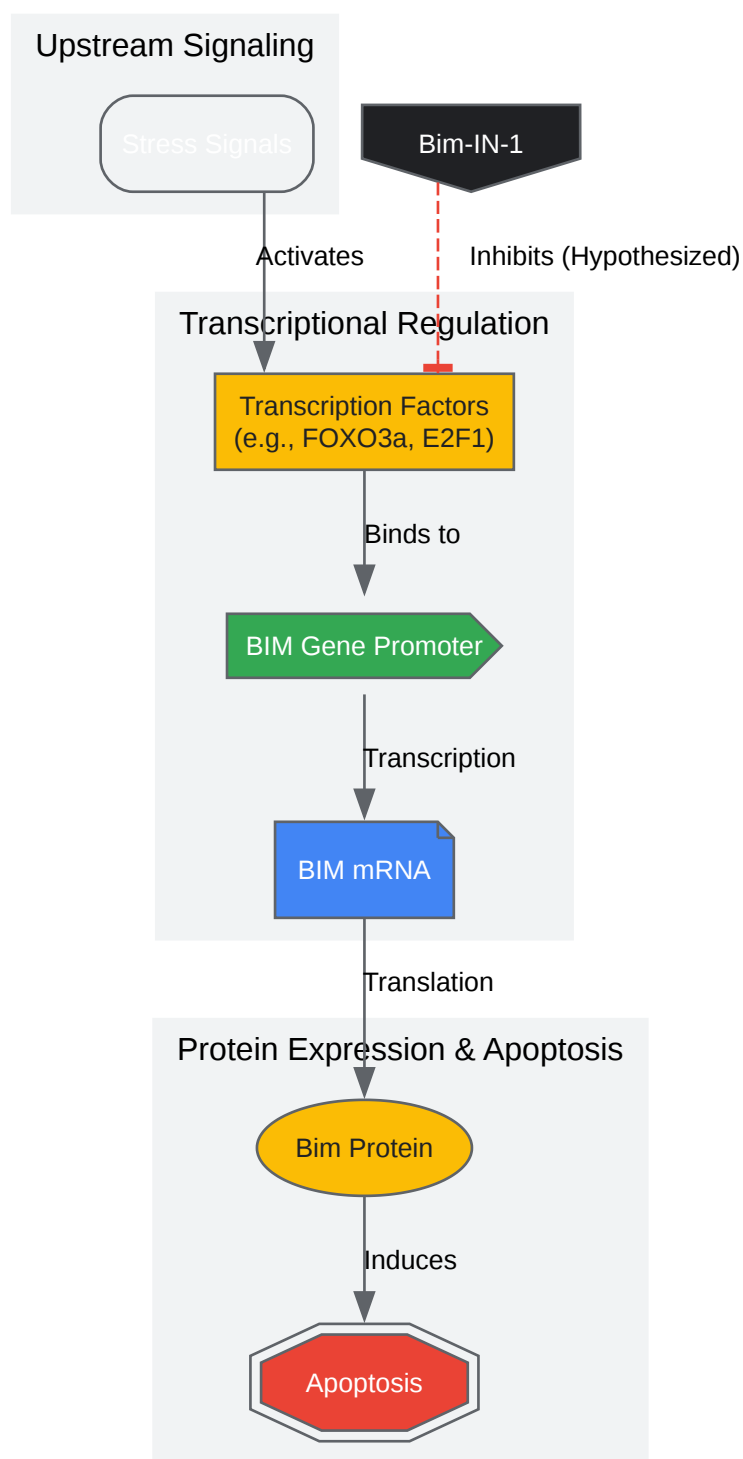 Upstream Signaling
Stress Signals
Bim-IN-1
Activates
Inhibits (Hypothesized)
Transcriptional Regulation
Transcription Factors
(e.g., FOXO3a, E2F1)
Binds to
BIM Gene Promoter
Transcription
BIM mRNA
Translation
Protein Expression & Apoptosis
Bim Protein
Induces
Apoptosis